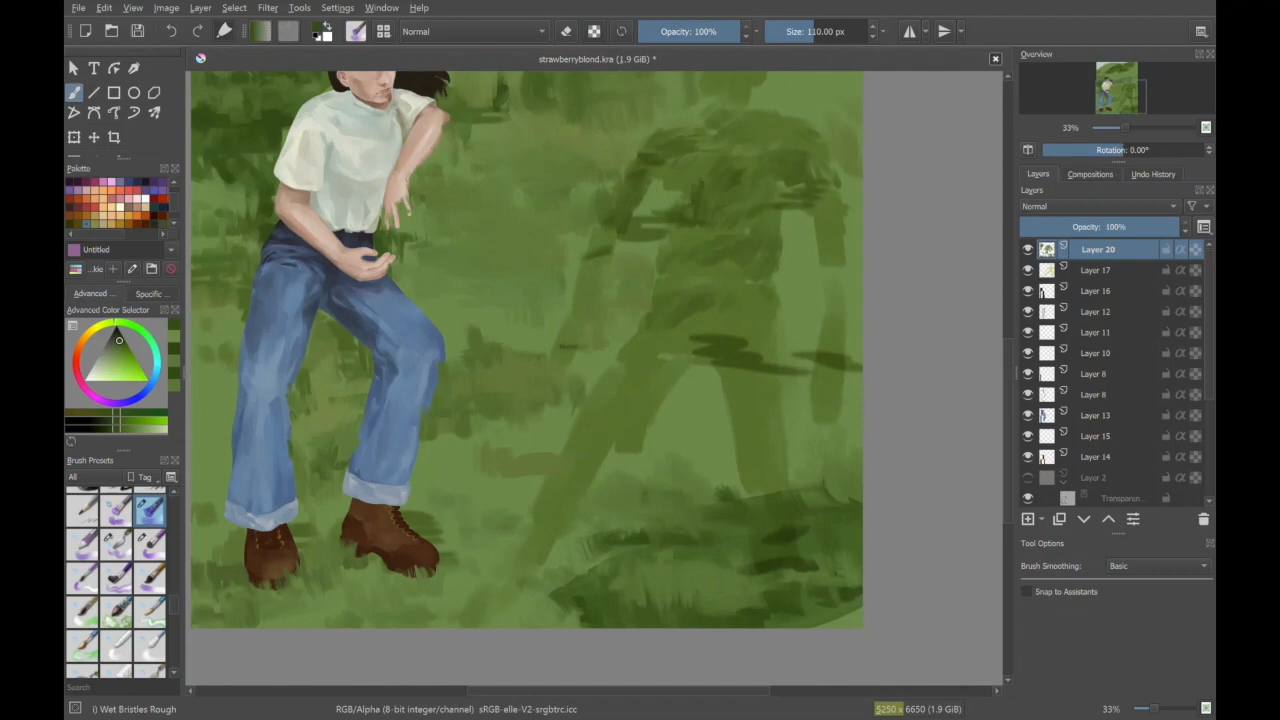 File Edit View Image Layer Select Filter Tools Settings Window Help
Normal Opacity: 100% Size: 110.00 px
strawberryblond.kra (1.9 GiB) *
Overview
33%
Rotation: 0.00°
Layers Compositions Undo History
Layers
Normal
Opacity: 100%
Layer 20
Layer 17
Layer 16
Layer 12
Layer 11
Layer 10
Layer 8
Layer 8
Layer 13
Layer 15
Layer 14
Layer 2
Transparen...
Tool Options
Brush Smoothing: Basic
Snap to Assistants
Palette
Untitled
...kie
Advanced ... Specific ...
Advanced Color Selector
Brush Presets
All Tag
Search
i) Wet Bristles Rough RGB/Alpha (8-bit integer/channel) sRGB-elle-V2-srgbtrc.icc 5250 x 6650 (1.9 GiB) 33%